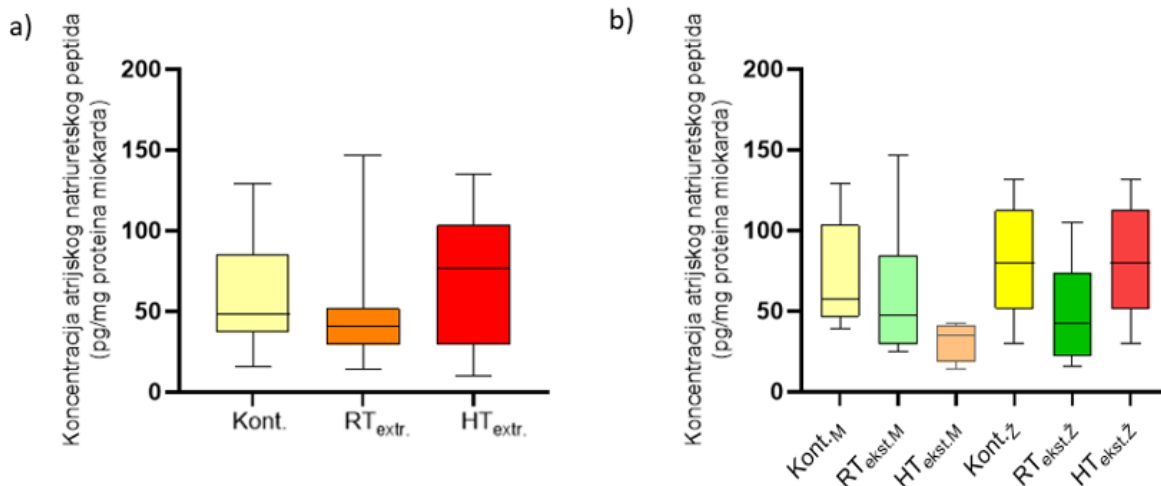 a)
Koncentracija atrijskog natriuretskog peptida
(pg/mg proteina miokarda)
200
150
100
50
0
Kont.
RTextr.
HTextr.
b)
Koncentracija atrijskog natriuretskog peptida
(pg/mg proteina miokarda)
200
150
100
50
0
Kont.M
RTekst.M
HTekst.M
Kont.Ž
RTekst.Ž
HTekst.Ž